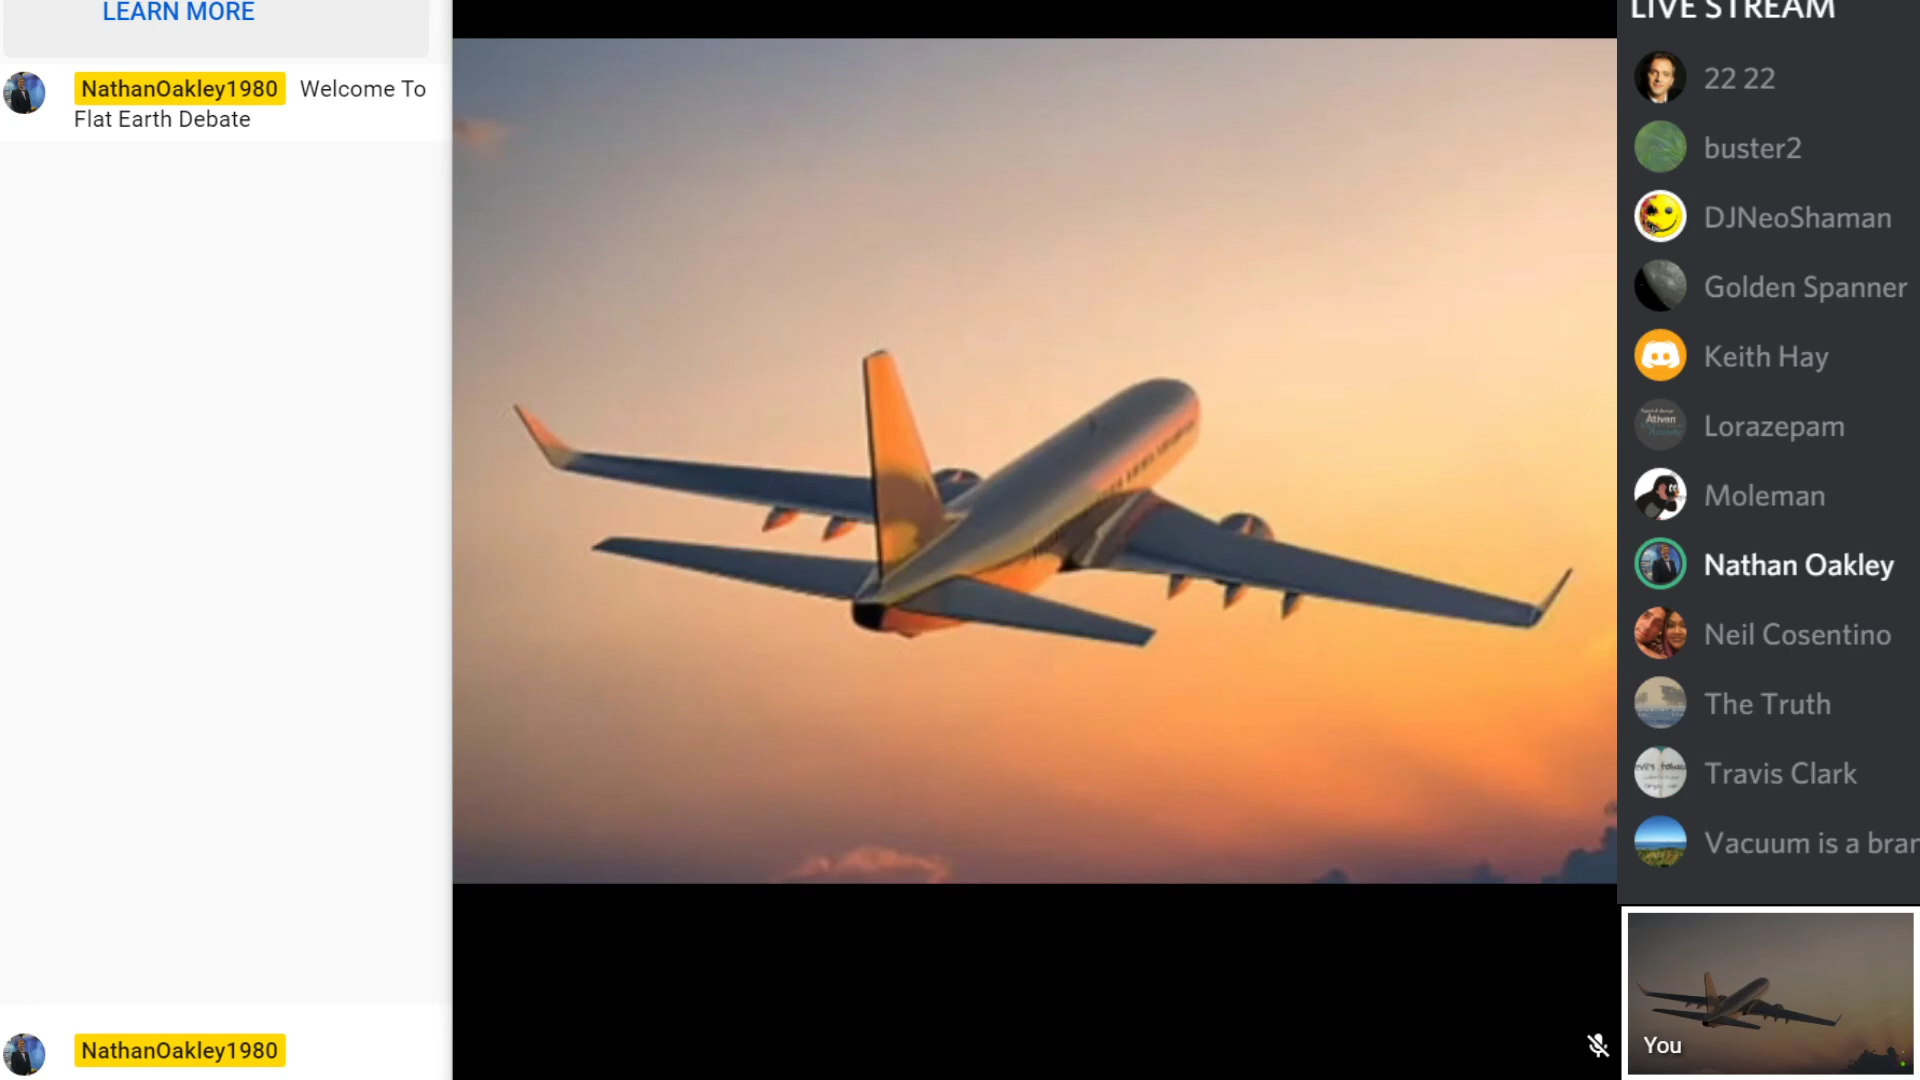 LEARN MORE
NathanOakley1980 Welcome To
Flat Earth Debate
NathanOakley1980
LIVE STREAM
22 22
buster2
DJNeoShaman
Golden Spanner
Keith Hay
Ativan
Lorazepam
Moleman
Nathan Oakley
Neil Cosentino
The Truth
Travis Clark
Vacuum is a bran
You